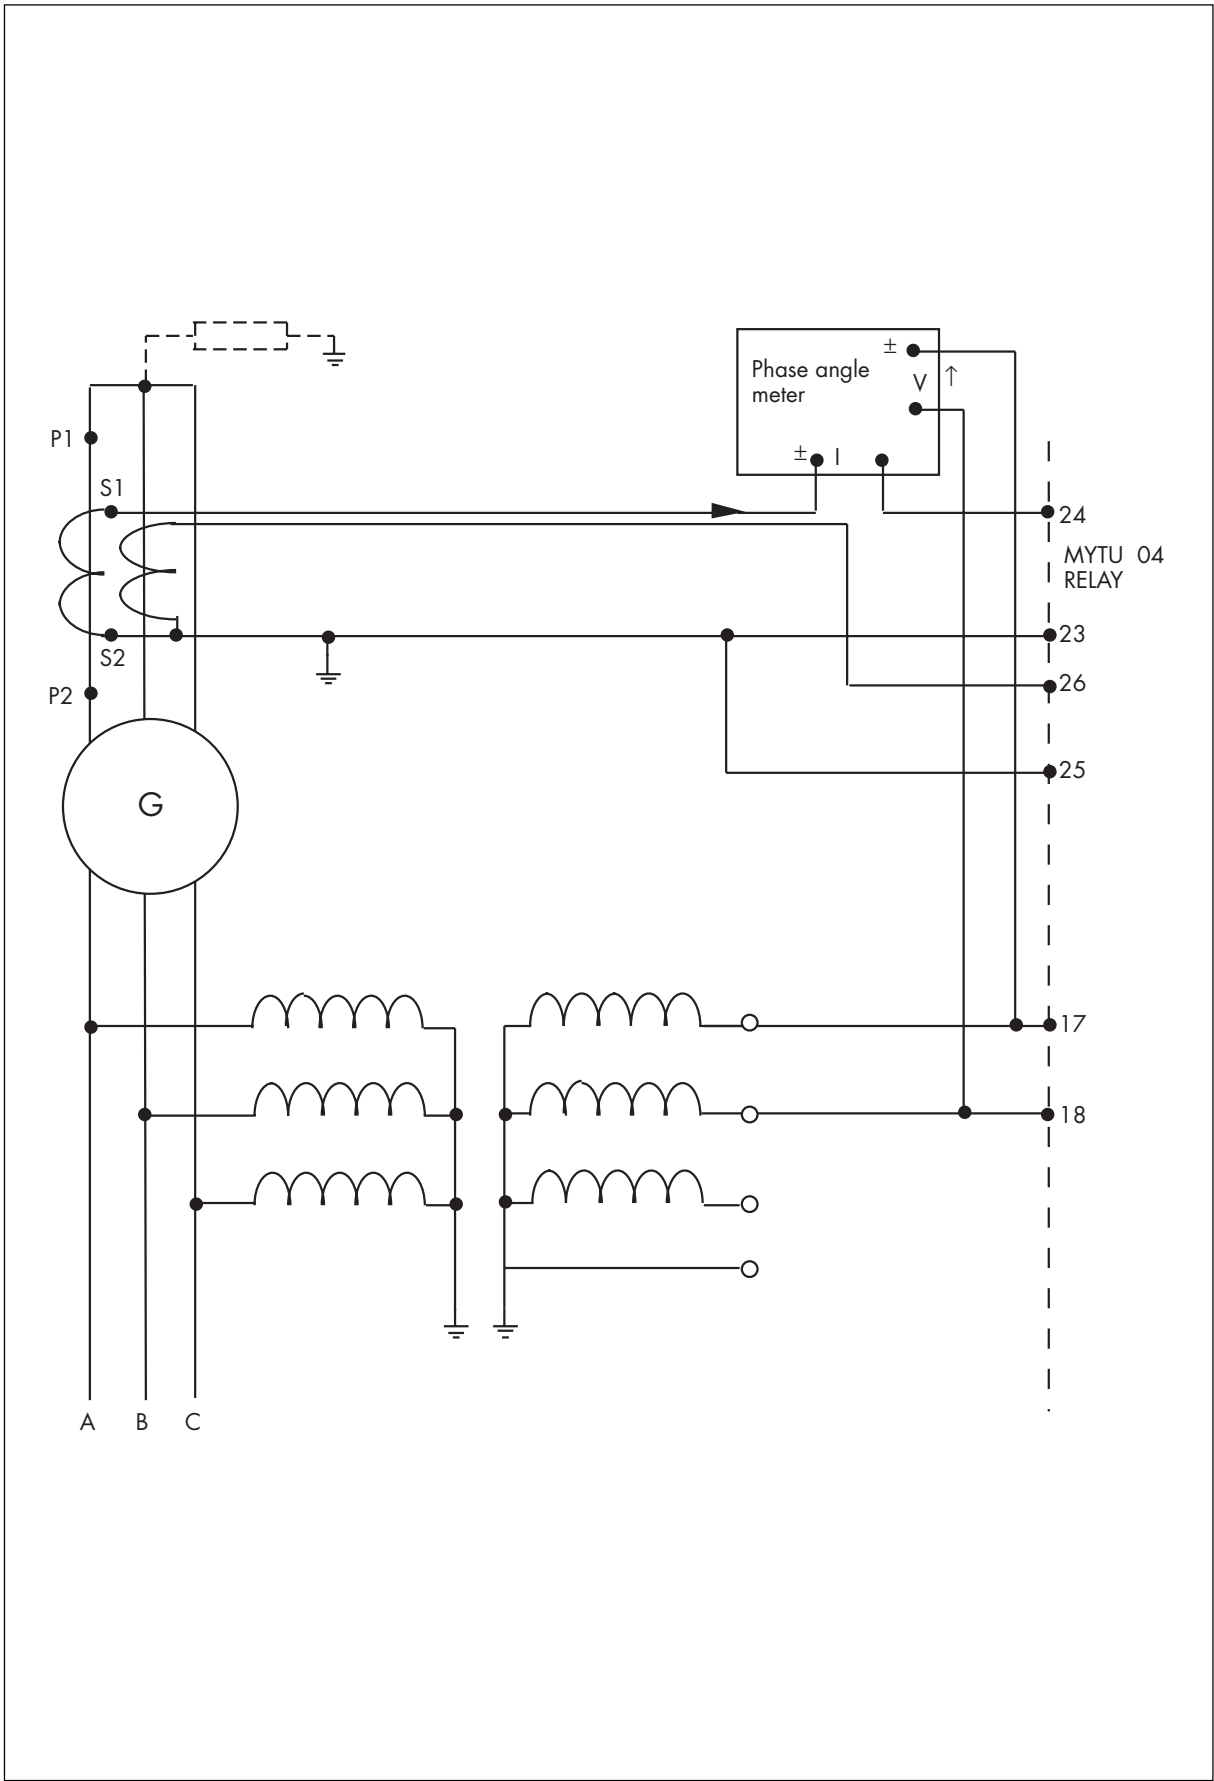 Phase angle
meter
±
V ↑
± I
P1
S1
24
MYTU 04
RELAY
23
S2
26
P2
25
G
17
18
A B C